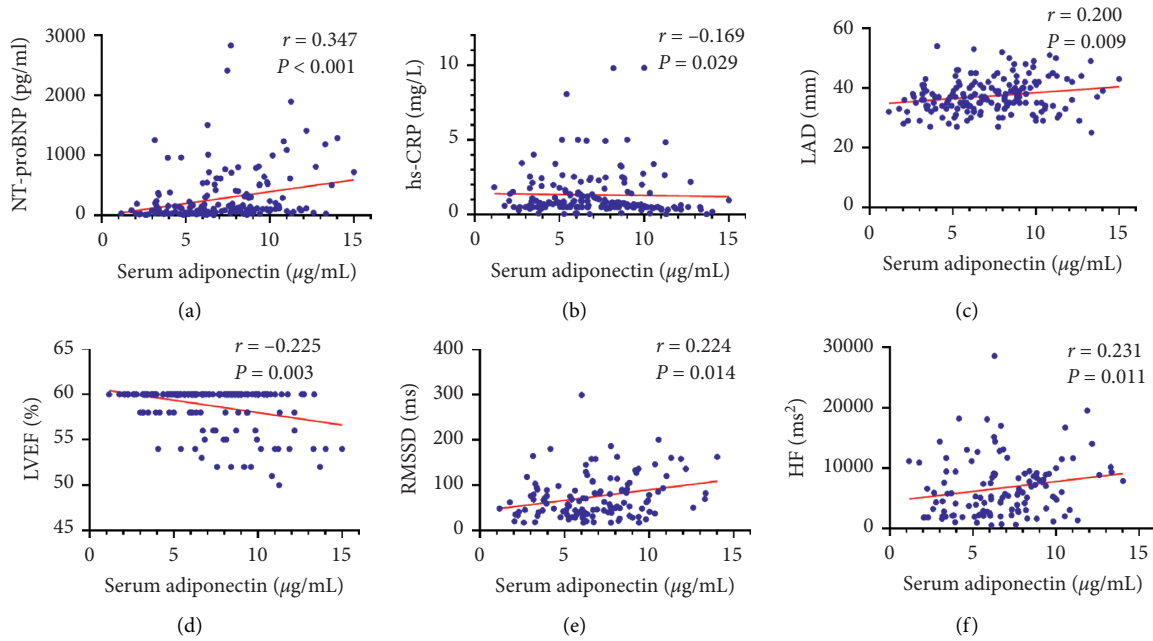 r = 0.347
P < 0.001
NT-proBNP (pg/ml)
3000
2000
1000
0
0 5 10 15
Serum adiponectin (μg/mL)
(a)
r = –0.169
P = 0.029
hs-CRP (mg/L)
10
5
0
0 5 10 15
Serum adiponectin (μg/mL)
(b)
r = 0.200
P = 0.009
LAD (mm)
60
40
20
0
0 5 10 15
Serum adiponectin (μg/mL)
(c)
r = –0.225
P = 0.003
LVEF (%)
65
60
55
50
45
0 5 10 15
Serum adiponectin (μg/mL)
(d)
r = 0.224
P = 0.014
RMSSD (ms)
400
300
200
100
0
0 5 10 15
Serum adiponectin (μg/mL)
(e)
r = 0.231
P = 0.011
HF (ms²)
30000
20000
10000
0
0 5 10 15
Serum adiponectin (μg/mL)
(f)